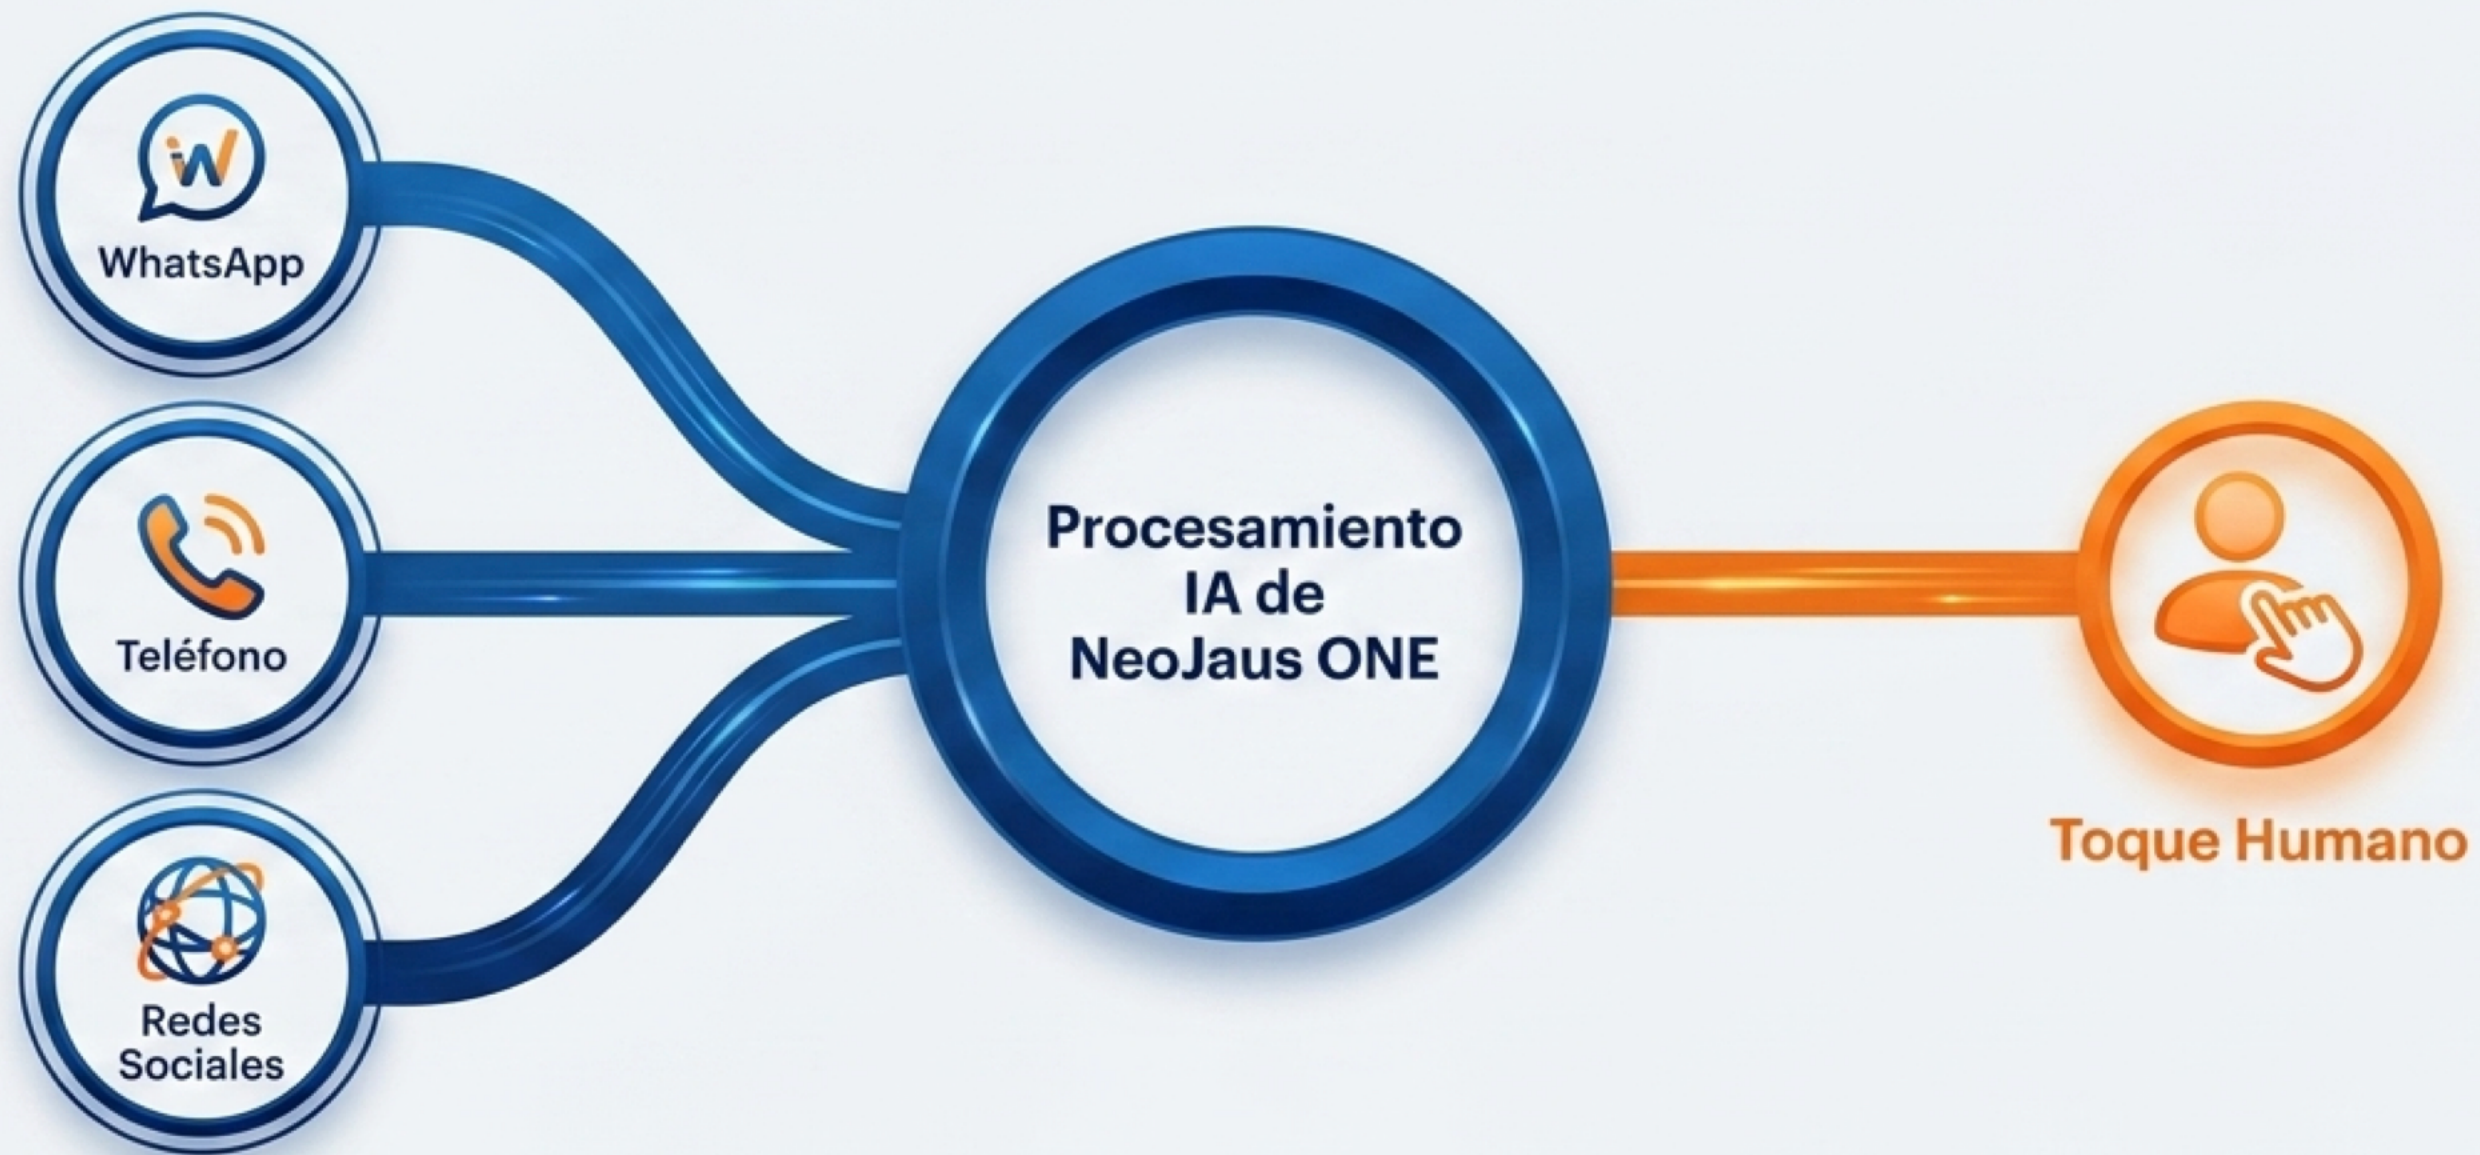 WhatsApp
Teléfono
Redes
Sociales
Procesamiento
IA de
NeoJaus ONE
Toque Humano